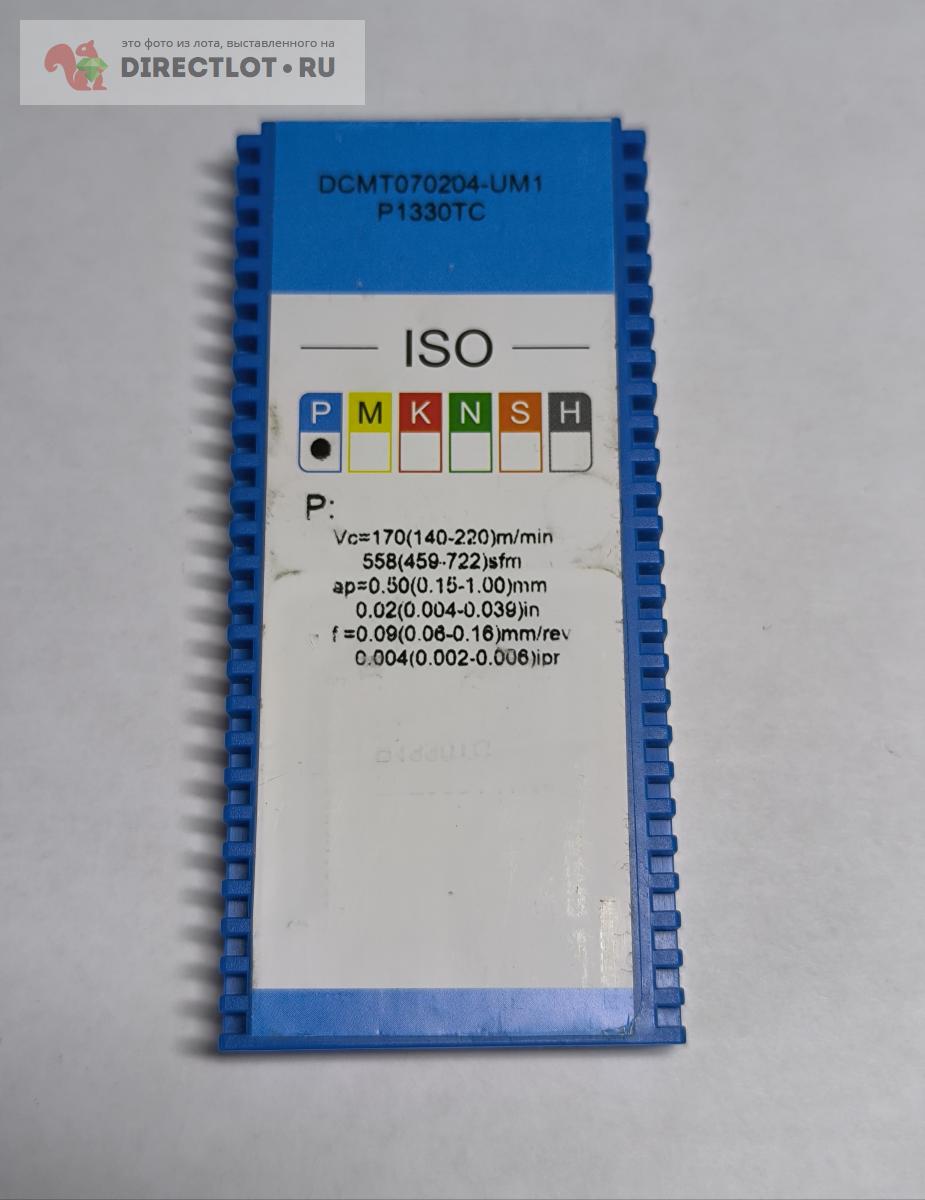 это фото из лота, выставленного на
DIRECTLOT•RU
DCMT070204-UM1
P1330TC
ISO
P M K N S H
P:
Vc=170(140-220)m/min
558(459-722)sfm
ap=0.50(0.15-1.00)mm
0.02(0.004-0.039)in
f=0.09(0.06-0.16)mm/rev
0.004(0.002-0.006)ipr